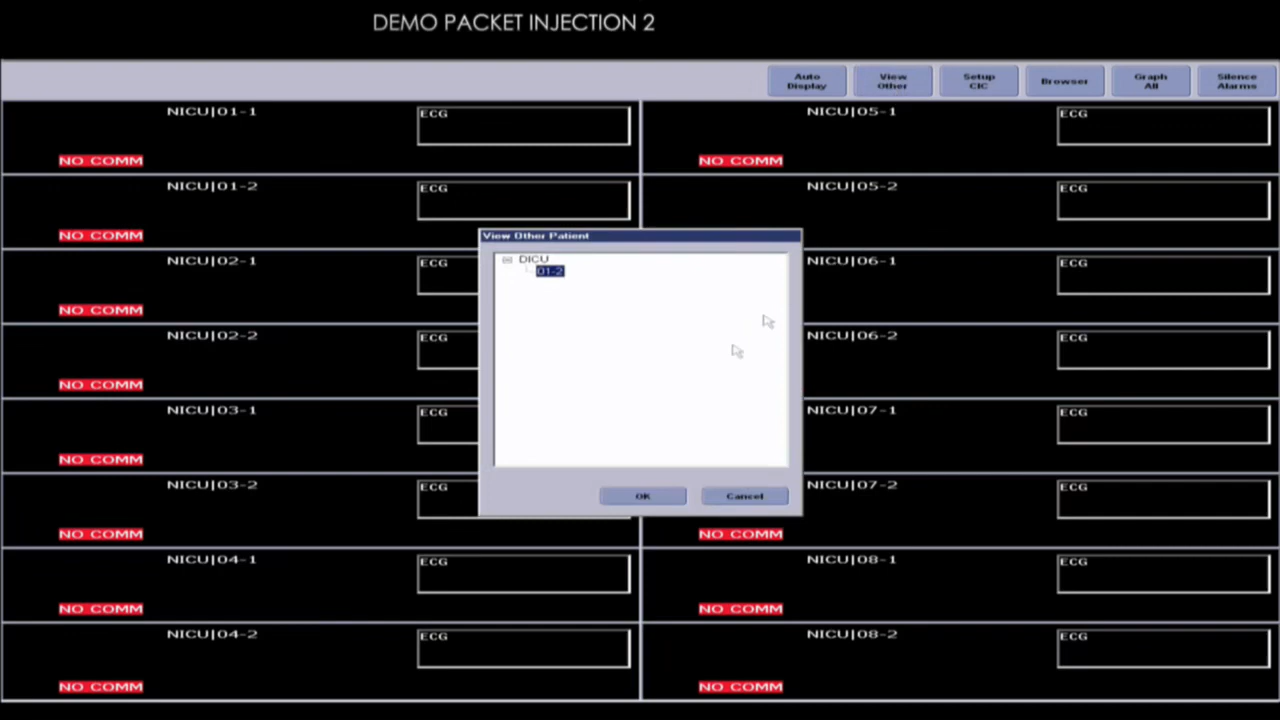 DEMO PACKET INJECTION 2
Auto Display
View Other
Setup CIC
Browser
Graph All
Silence Alarms
NICU|01-1
ECG
NO COMM
NICU|05-1
ECG
NO COMM
NICU|01-2
ECG
NO COMM
NICU|05-2
ECG
View Other Patient
DICU
01-2
OK
Cancel
NICU|02-1
ECG
NO COMM
NICU|06-1
ECG
NICU|02-2
ECG
NO COMM
NICU|06-2
ECG
NICU|03-1
ECG
NO COMM
NICU|07-1
ECG
NICU|03-2
ECG
NO COMM
NICU|07-2
ECG
NO COMM
NICU|04-1
ECG
NO COMM
NICU|08-1
ECG
NO COMM
NICU|04-2
ECG
NO COMM
NICU|08-2
ECG
NO COMM